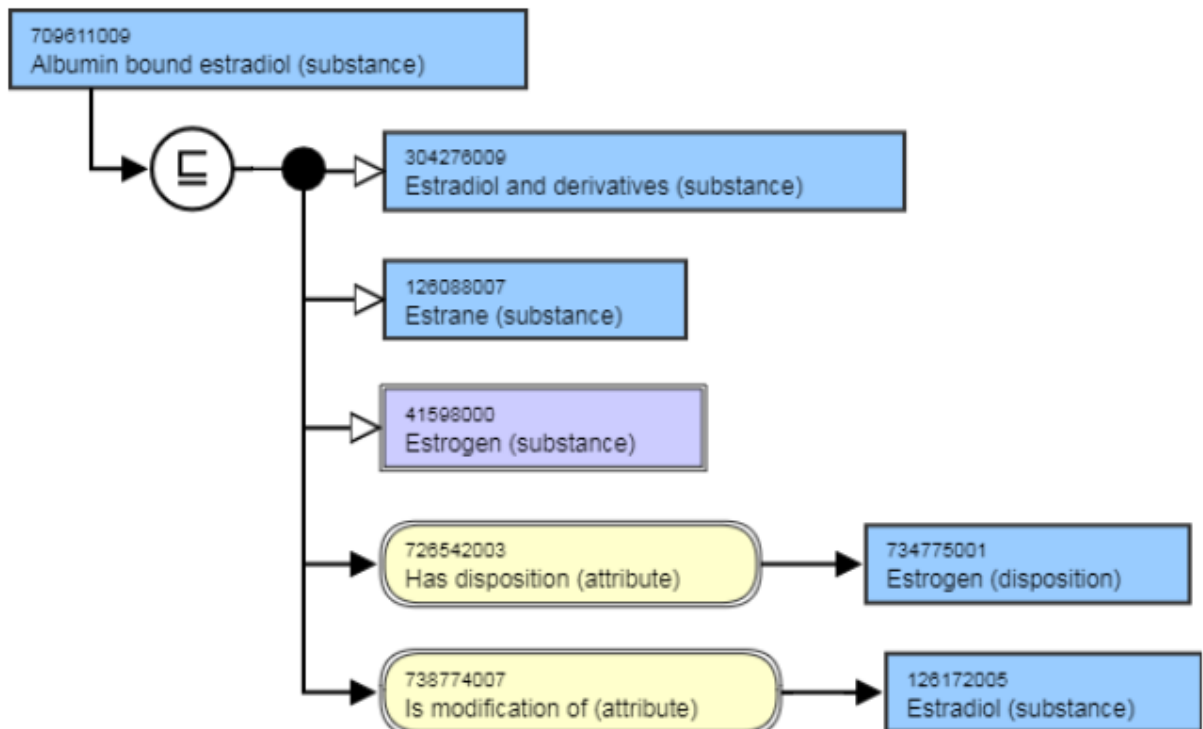 709611009
Albumin bound estradiol (substance)
⊑
304276009
Estradiol and derivatives (substance)
126088007
Estrane (substance)
41598000
Estrogen (substance)
726542003
Has disposition (attribute)
734775001
Estrogen (disposition)
738774007
Is modification of (attribute)
126172005
Estradiol (substance)